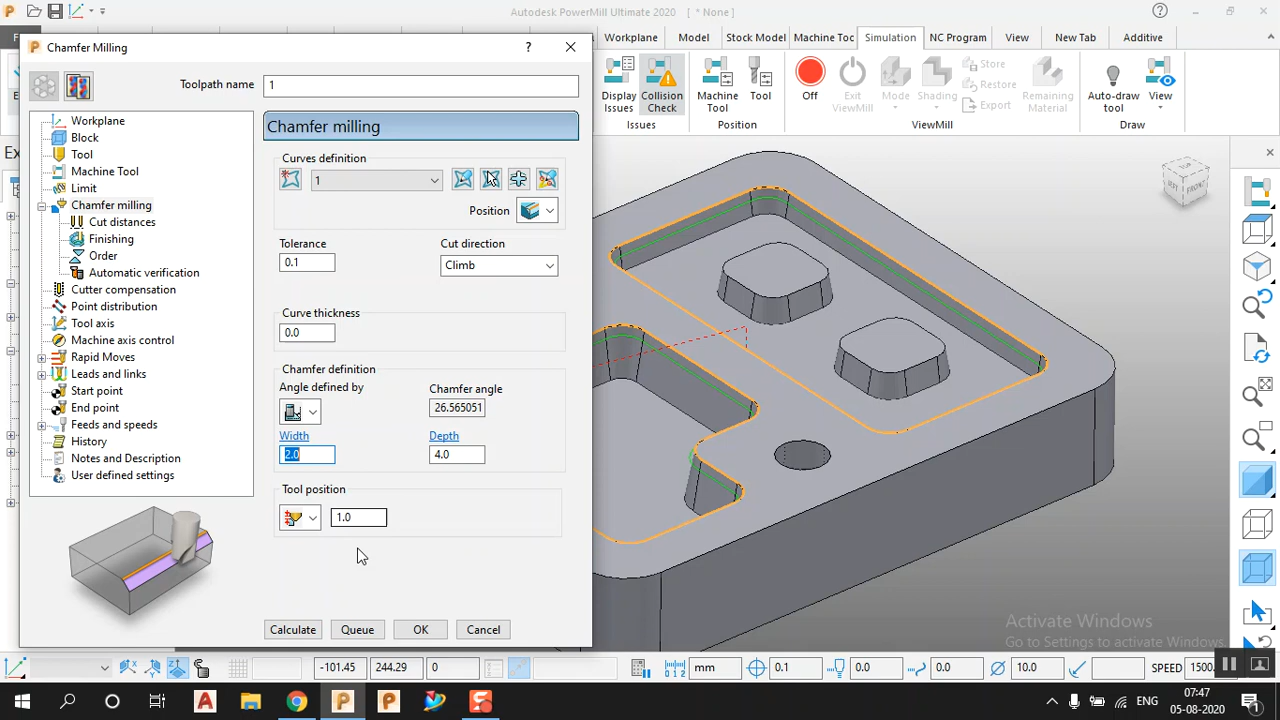 Autodesk PowerMill Ultimate 2020 [ * None ]
Chamfer Milling
?
Workplane
Model
Stock Model
Machine Toc
Simulation
NC Program
View
New Tab
Additive
Toolpath name
1
Display
Issues
Collision
Check
Machine
Tool
Tool
Off
Exit
ViewMill
Mode
Shading
Store
Restore
Export
Remaining
Material
Auto-draw
tool
View
Issues
Position
ViewMill
Draw
Workplane
Block
Tool
Machine Tool
Limit
Chamfer milling
Cut distances
Finishing
Order
Automatic verification
Cutter compensation
Point distribution
Tool axis
Machine axis control
Rapid Moves
Leads and links
Start point
End point
Feeds and speeds
History
Notes and Description
User defined settings
Ex
Chamfer milling
Curves definition
1
Position
Tolerance
Cut direction
0.1
Climb
Curve thickness
0.0
Chamfer definition
Angle defined by
Chamfer angle
26.565051
Width
Depth
2.0
4.0
Tool position
1.0
Calculate
Queue
OK
Cancel
LEFT
FRONT
Activate Windows
Go to Settings to activate Windows.
-101.45
244.29
0
mm
0.1
0.0
0.0
10.0
SPEED
1500
ENG
07:47
05-08-2020